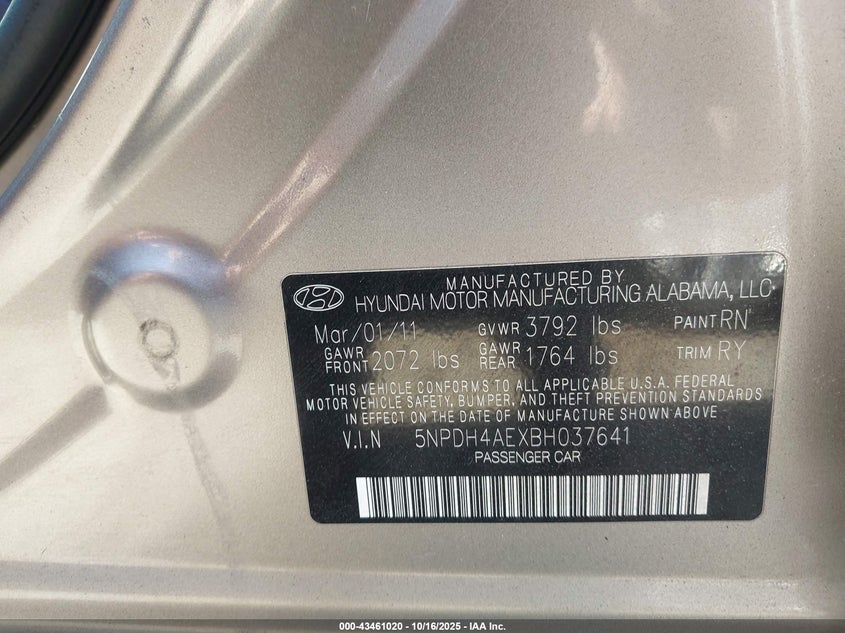 MANUFACTURED BY
HYUNDAI MOTOR MANUFACTURING ALABAMA, LLC
Mar/01/11 GVWR 3792 lbs PAINT RN
GAWR FRONT 2072 lbs GAWR REAR 1764 lbs TRIM RY
THIS VEHICLE CONFORMS TO ALL APPLICABLE U.S.A. FEDERAL
MOTOR VEHICLE SAFETY, BUMPER, AND THEFT PREVENTION STANDARDS
IN EFFECT ON THE DATE OF MANUFACTURE SHOWN ABOVE.
V.I.N 5NPDH4AEXBH037641
PASSENGER CAR
000-43461020 - 10/16/2025 - IAA Inc.